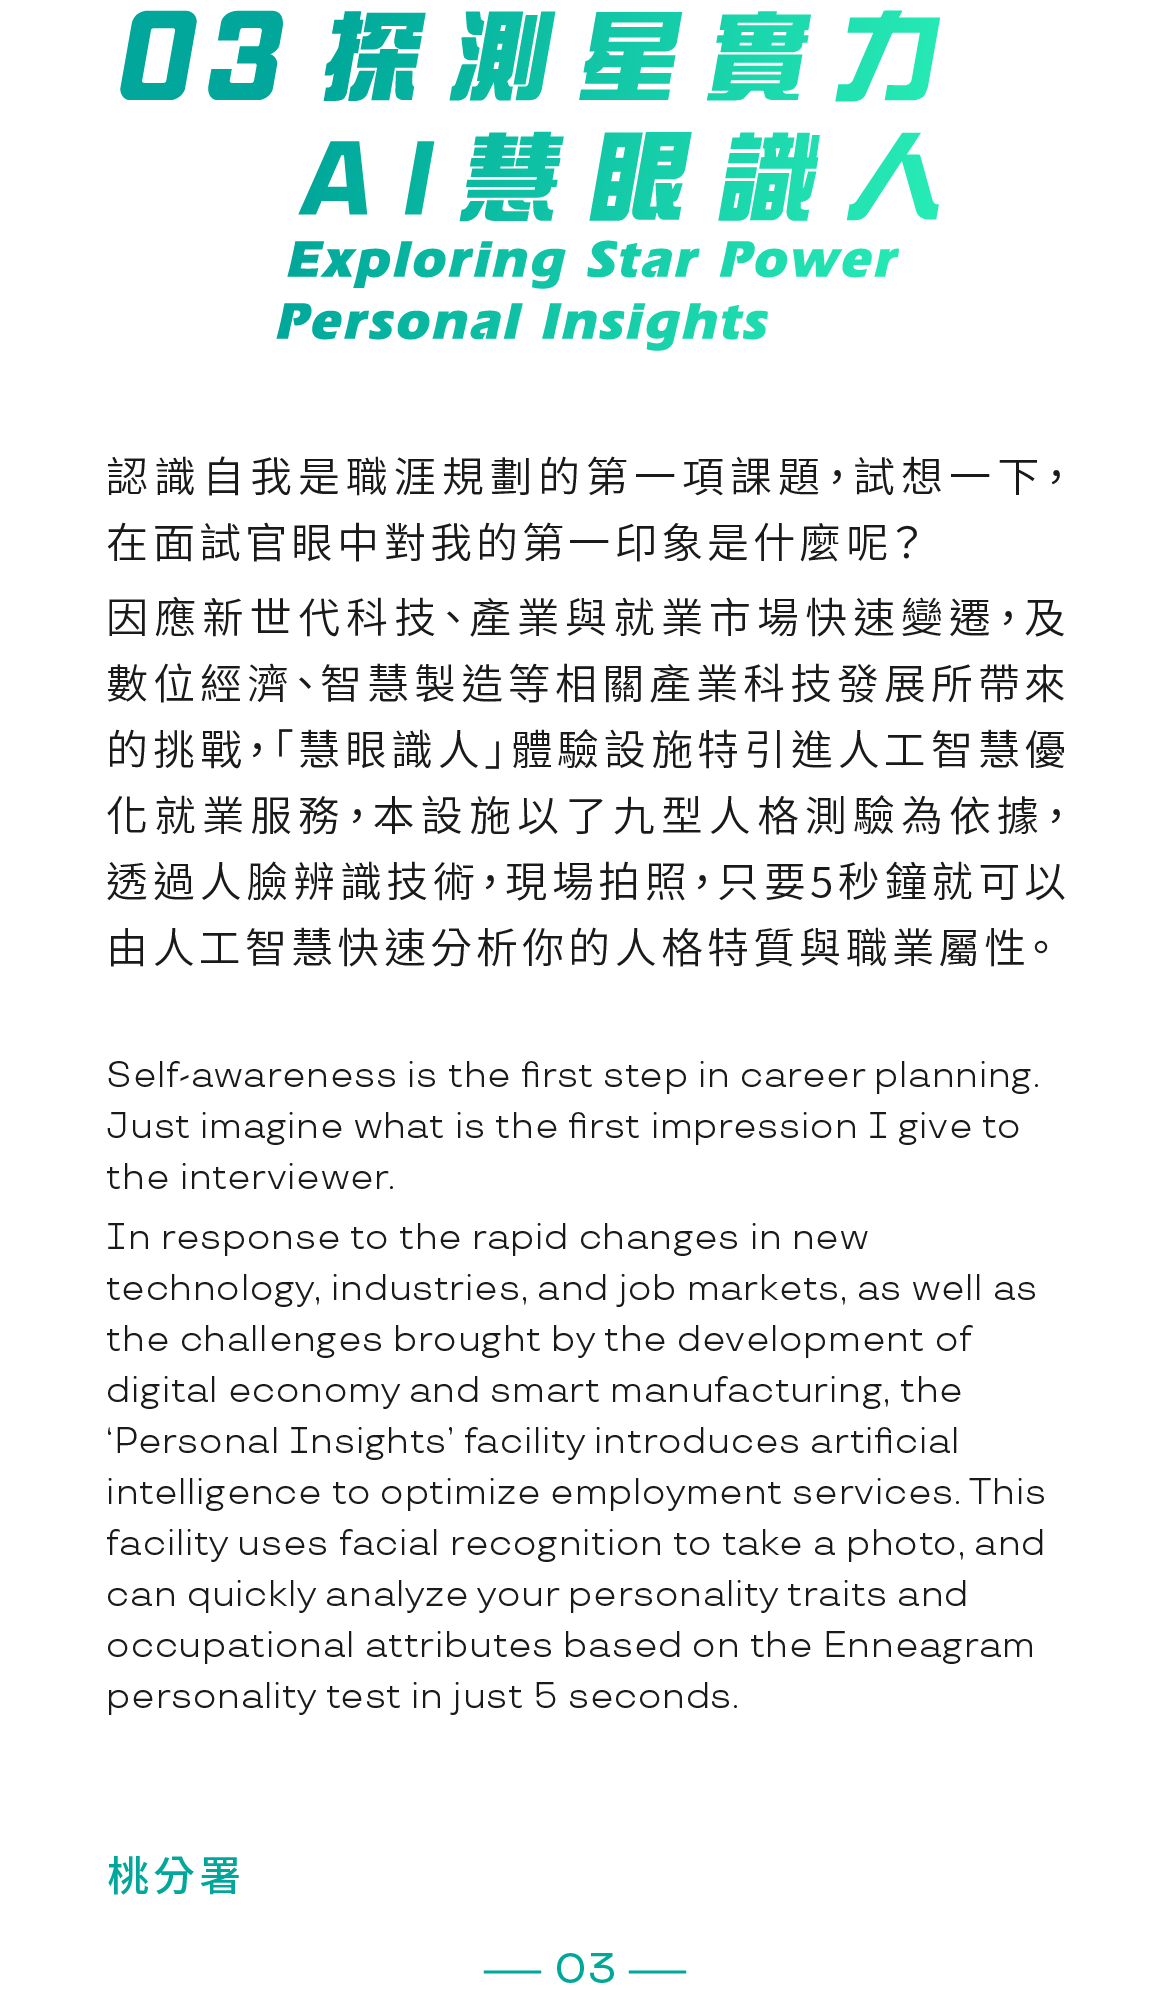 03探測星實力
AI慧眼識人
Exploring Star Power
Personal Insights
認識自我是職涯規劃的第一項課題，試想一下，
在面試官眼中對我的第一印象是什麼呢？
因應新世代科技、產業與就業市場快速變遷，及
數位經濟、智慧製造等相關產業科技發展所帶來
的挑戰，「慧眼識人」體驗設施特引進人工智慧優
化就業服務，本設施以了九型人格測驗為依據，
透過人臉辨識技術，現場拍照，只要5秒鐘就可以
由人工智慧快速分析你的人格特質與職業屬性。
Self-awareness is the first step in career planning.
Just imagine what is the first impression I give to
the interviewer.
In response to the rapid changes in new
technology, industries, and job markets, as well as
the challenges brought by the development of
digital economy and smart manufacturing, the
‘Personal Insights’ facility introduces artificial
intelligence to optimize employment services. This
facility uses facial recognition to take a photo, and
can quickly analyze your personality traits and
occupational attributes based on the Enneagram
personality test in just 5 seconds.
桃分署
— 03 —